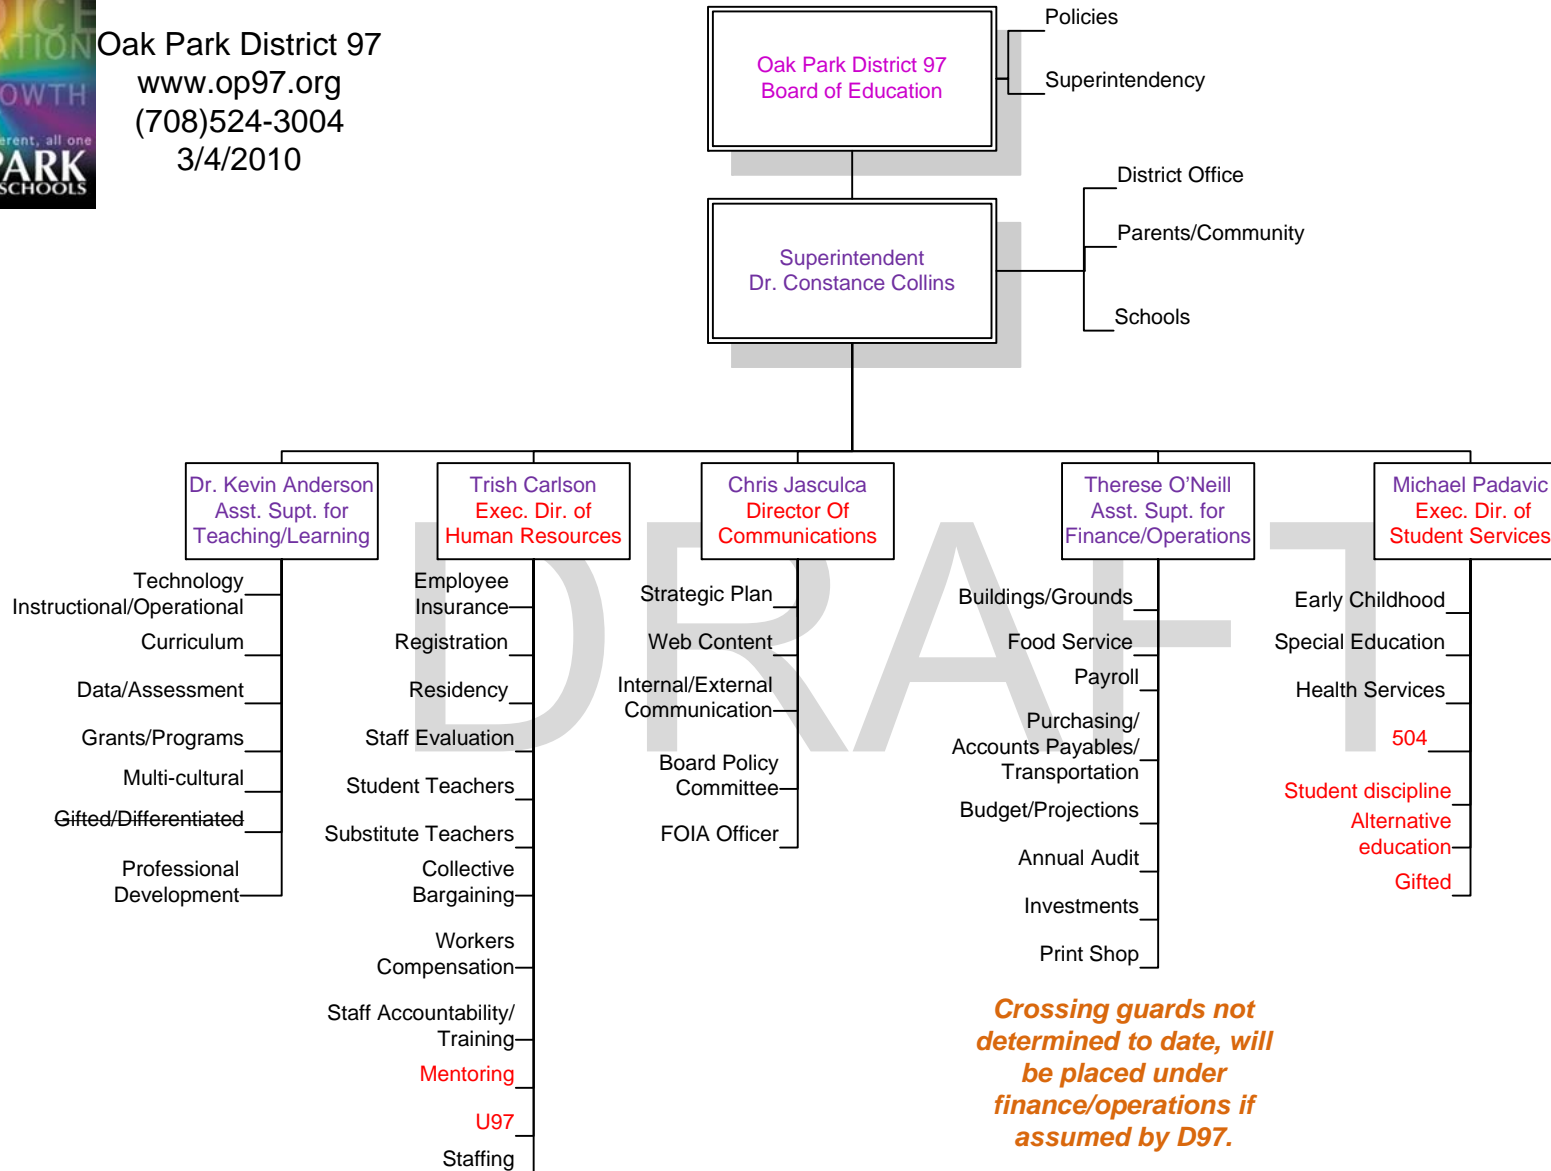 OICE
ATION
OWTH
erent, all one
PARK
SCHOOLS
Oak Park District 97
www.op97.org
(708)524-3004
3/4/2010
Oak Park District 97
Board of Education
Policies
Superintendency
Superintendent
Dr. Constance Collins
District Office
Parents/Community
Schools
DRAFT
Dr. Kevin Anderson
Asst. Supt. for
Teaching/Learning
Technology
Instructional/Operational
Curriculum
Data/Assessment
Grants/Programs
Multi-cultural
Gifted/Differentiated
Professional
Development
Trish Carlson
Exec. Dir. of
Human Resources
Employee
Insurance
Registration
Residency
Staff Evaluation
Student Teachers
Substitute Teachers
Collective
Bargaining
Workers
Compensation
Staff Accountability/
Training
Mentoring
U97
Staffing
Chris Jasculca
Director Of
Communications
Strategic Plan
Web Content
Internal/External
Communication
Board Policy
Committee
FOIA Officer
Therese O'Neill
Asst. Supt. for
Finance/Operations
Buildings/Grounds
Food Service
Payroll
Purchasing/
Accounts Payables/
Transportation
Budget/Projections
Annual Audit
Investments
Print Shop
Crossing guards not
determined to date, will
be placed under
finance/operations if
assumed by D97.
Michael Padavic
Exec. Dir. of
Student Services
Early Childhood
Special Education
Health Services
504
Student discipline
Alternative
education
Gifted